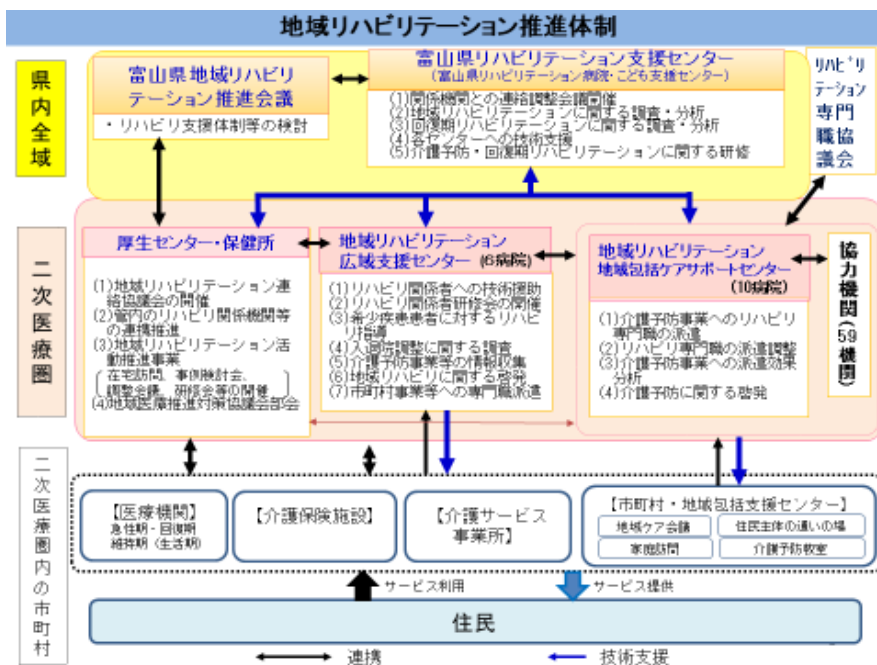 地域リハビリテーション推進体制
県内全域
富山県地域リハビリ
テーション推進会議
・リハビリ支援体制等の検討
富山県リハビリテーション支援センター
(富山県リハビリテーション病院・こども支援センター)
(1)関係機関との連絡調整会議開催
(2)地域リハビリテーションに関する調査・分析
(3)回復期リハビリテーションに関する調査・分析
(4)各センターへの技術支援
(5)介護予防・回復期リハビリテーションに関する研修
リハビリ
テーション
専門
職協
議会
二次医療圏
厚生センター・保健所
(1)地域リハビリテーション連
絡協議会の開催
(2)管内のリハビリ関係機関等
の連携推進
(3)地域リハビリテーション活
動推進事業
在宅訪問、事例検討会、
調整会議、研修会等の開催
(4)地域医療推進対策協議会部会
地域リハビリテーション
広域支援センター (6病院)
(1)リハビリ関係者への技術援助
(2)リハビリ関係者研修会の開催
(3)希少疾患患者に対するリハビ
リ指導
(4)入退院調整に関する調査
(5)介護予防事業等の情報収集
(6)地域リハビリに関する啓発
(7)市町村事業等への専門職派遣
地域リハビリテーション
地域包括ケアサポートセンター
(10病院)
(1)介護予防事業へのリハビリ
専門職の派遣
(2)リハビリ専門職の派遣調整
(3)介護予防事業への派遣効果
分析
(4)介護予防に関する啓発
協力機関(59機関)
二次医療圏内の市町村
【医療機関】
急性期・回復期
維持期(生活期)
【介護保険施設】
【介護サービス
事業所】
【市町村・地域包括支援センター】
地域ケア会議
住民主体の通いの場
家庭訪問
介護予防教室
サービス利用
サービス提供
住民
連携
技術支援